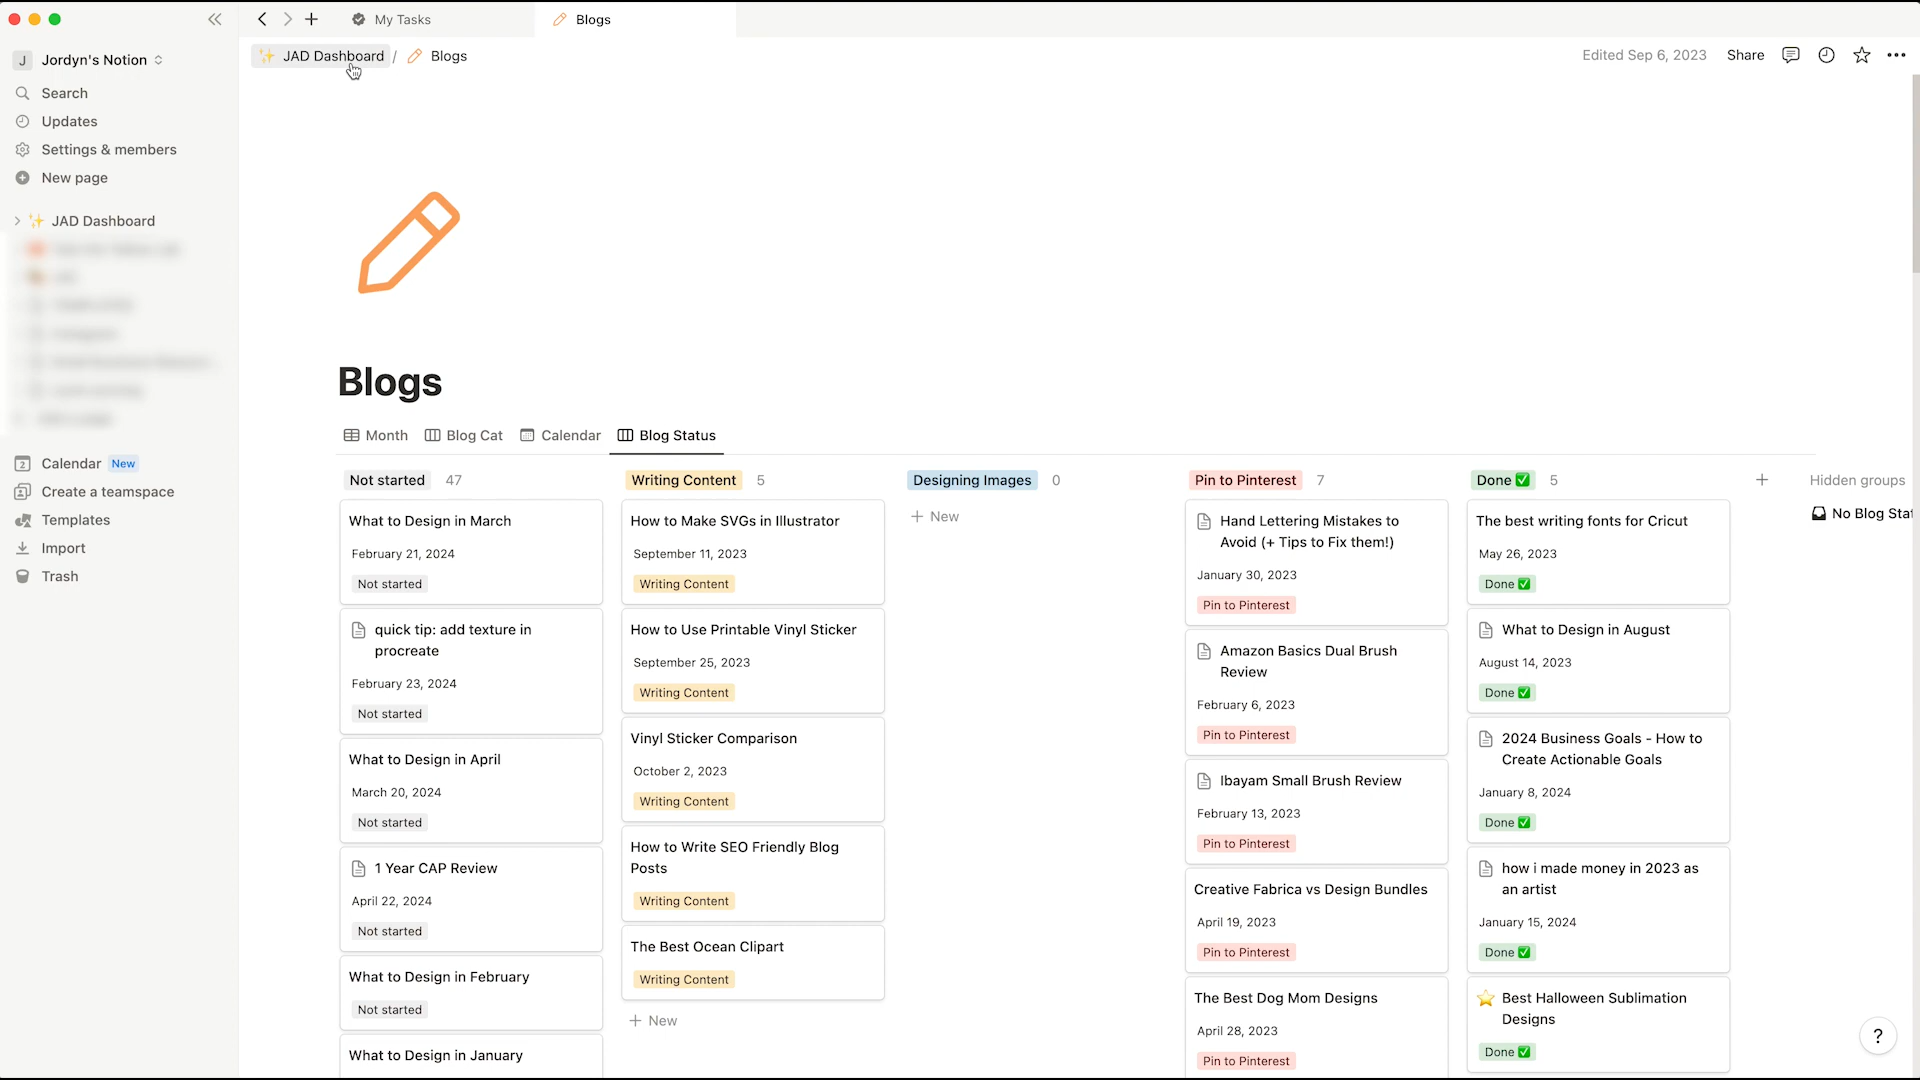 My Tasks
Blogs
J Jordyn's Notion
JAD Dashboard / Blogs
Edited Sep 6, 2023
Share
Search
Updates
Settings & members
New page
JAD Dashboard
Calendar New
Create a teamspace
Templates
Import
Trash
Blogs
Month
Blog Cat
Calendar
Blog Status
Not started 47
What to Design in March
February 21, 2024
Not started
quick tip: add texture in
procreate
February 23, 2024
Not started
What to Design in April
March 20, 2024
Not started
1 Year CAP Review
April 22, 2024
Not started
What to Design in February
Not started
What to Design in January
Writing Content 5
How to Make SVGs in Illustrator
September 11, 2023
Writing Content
How to Use Printable Vinyl Sticker
September 25, 2023
Writing Content
Vinyl Sticker Comparison
October 2, 2023
Writing Content
How to Write SEO Friendly Blog
Posts
Writing Content
The Best Ocean Clipart
Writing Content
+ New
Designing Images 0
+ New
Pin to Pinterest 7
Hand Lettering Mistakes to
Avoid (+ Tips to Fix them!)
January 30, 2023
Pin to Pinterest
Amazon Basics Dual Brush
Review
February 6, 2023
Pin to Pinterest
Ibayam Small Brush Review
February 13, 2023
Pin to Pinterest
Creative Fabrica vs Design Bundles
April 19, 2023
Pin to Pinterest
The Best Dog Mom Designs
April 28, 2023
Pin to Pinterest
Done ✅ 5
The best writing fonts for Cricut
May 26, 2023
Done ✅
What to Design in August
August 14, 2023
Done ✅
2024 Business Goals - How to
Create Actionable Goals
January 8, 2024
Done ✅
how i made money in 2023 as
an artist
January 15, 2024
Done ✅
Best Halloween Sublimation
Designs
Done ✅
Hidden groups
No Blog Stat
?